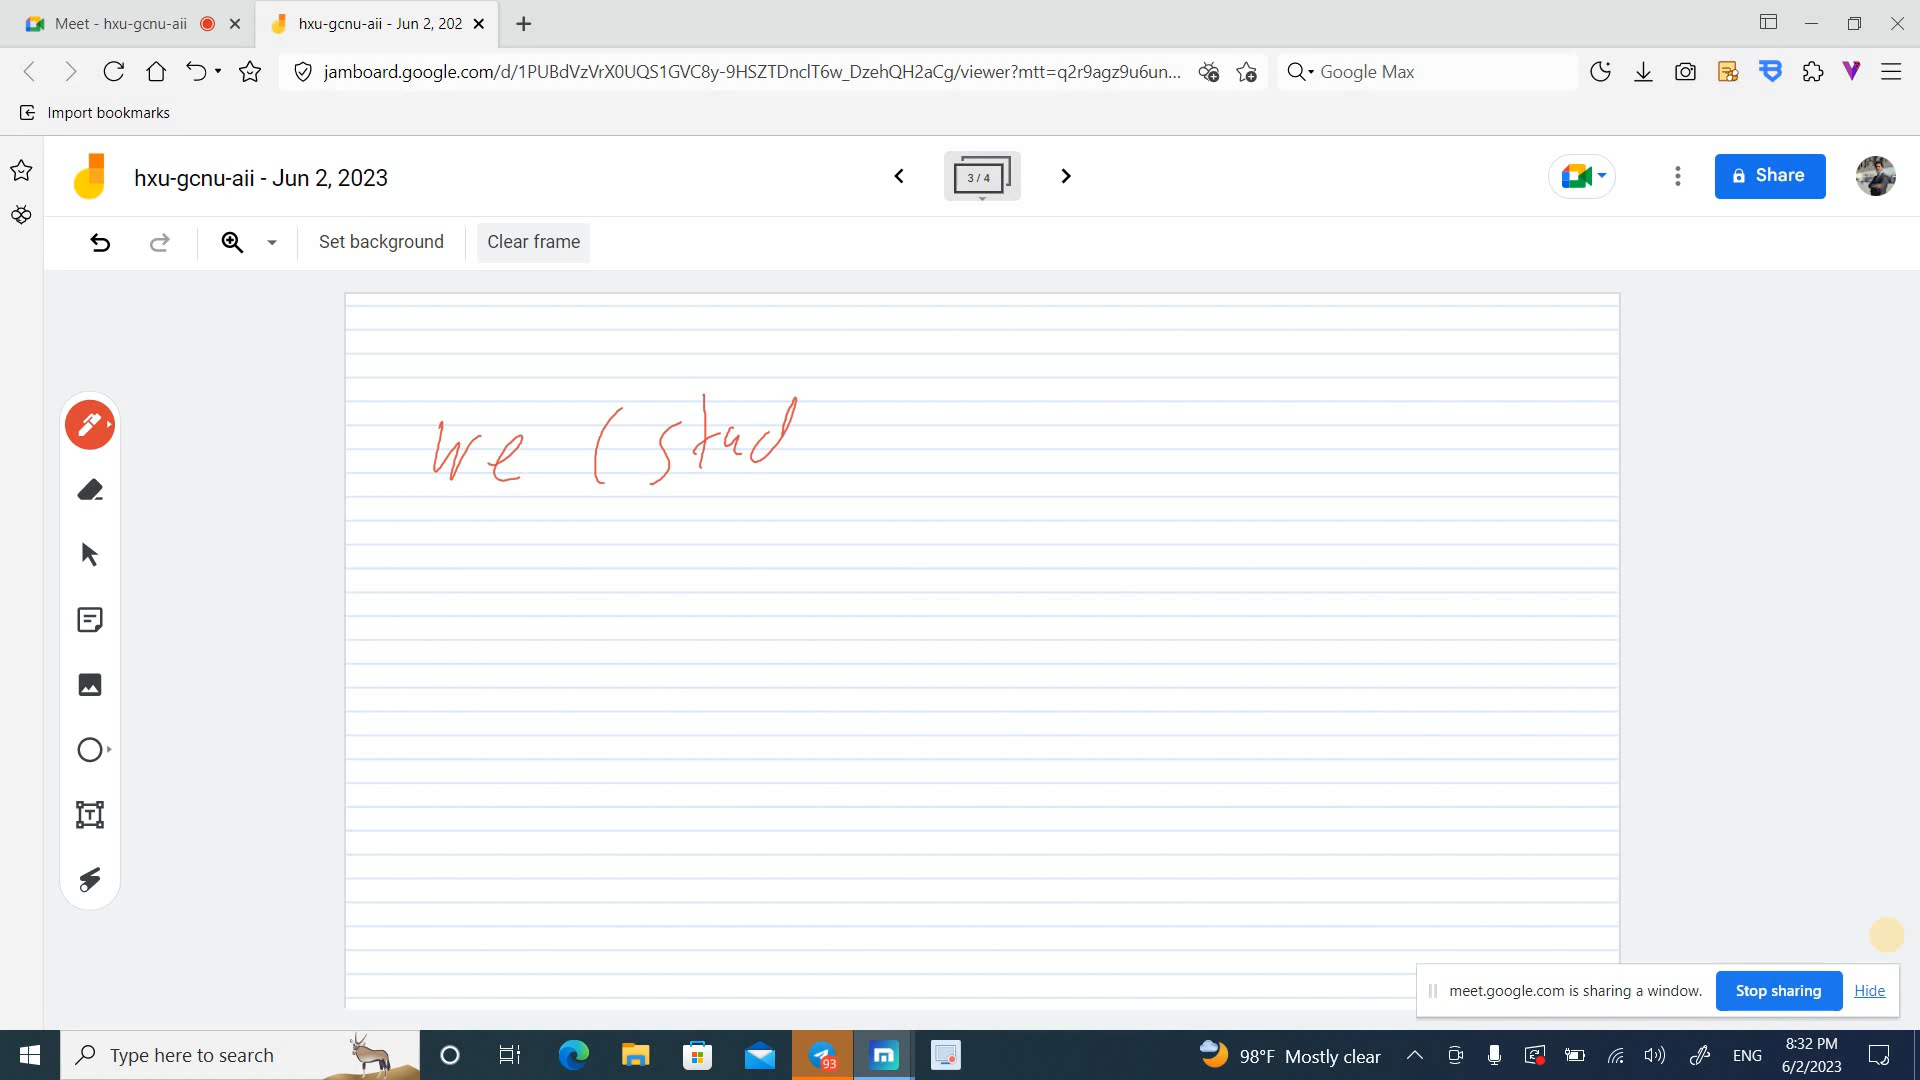 Meet - hxu-gcnu-aii
hxu-gcnu-aii - Jun 2, 202
jamboard.google.com/d/1PUBdVzVrX0UQS1GVC8y-9HSZTDnclT6w_DzehQH2aCg/viewer?mtt=q2r9agz9u6un...
Google Max
Import bookmarks
hxu-gcnu-aii - Jun 2, 2023
3 / 4
Share
Set background
Clear frame
we ( stud
meet.google.com is sharing a window.
Stop sharing
Hide
Type here to search
93
98°F Mostly clear
ENG
8:32 PM
6/2/2023